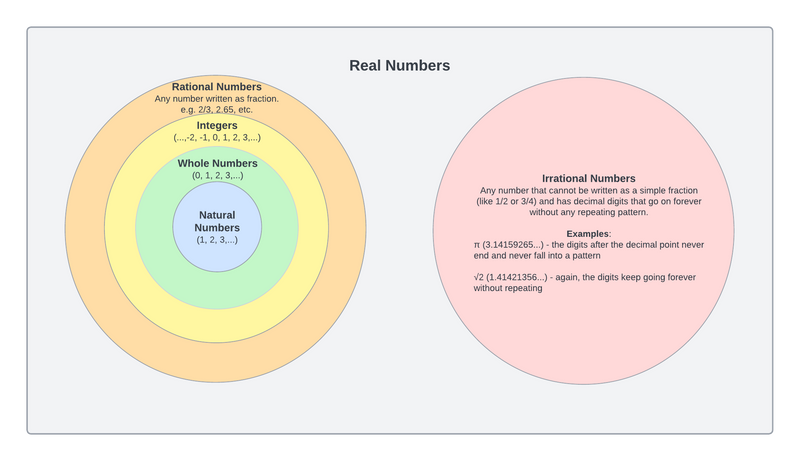 Real Numbers
Rational Numbers
Any number written as fraction.
e.g. 2/3, 2.65, etc.
Integers
(...,-2, -1, 0, 1, 2, 3,...)
Whole Numbers
(0, 1, 2, 3,...)
Natural
Numbers
(1, 2, 3,...)
Irrational Numbers
Any number that cannot be written as a simple fraction
(like 1/2 or 3/4) and has decimal digits that go on forever
without any repeating pattern.
Examples:
π (3.14159265...) - the digits after the decimal point never
end and never fall into a pattern
√2 (1.41421356...) - again, the digits keep going forever
without repeating